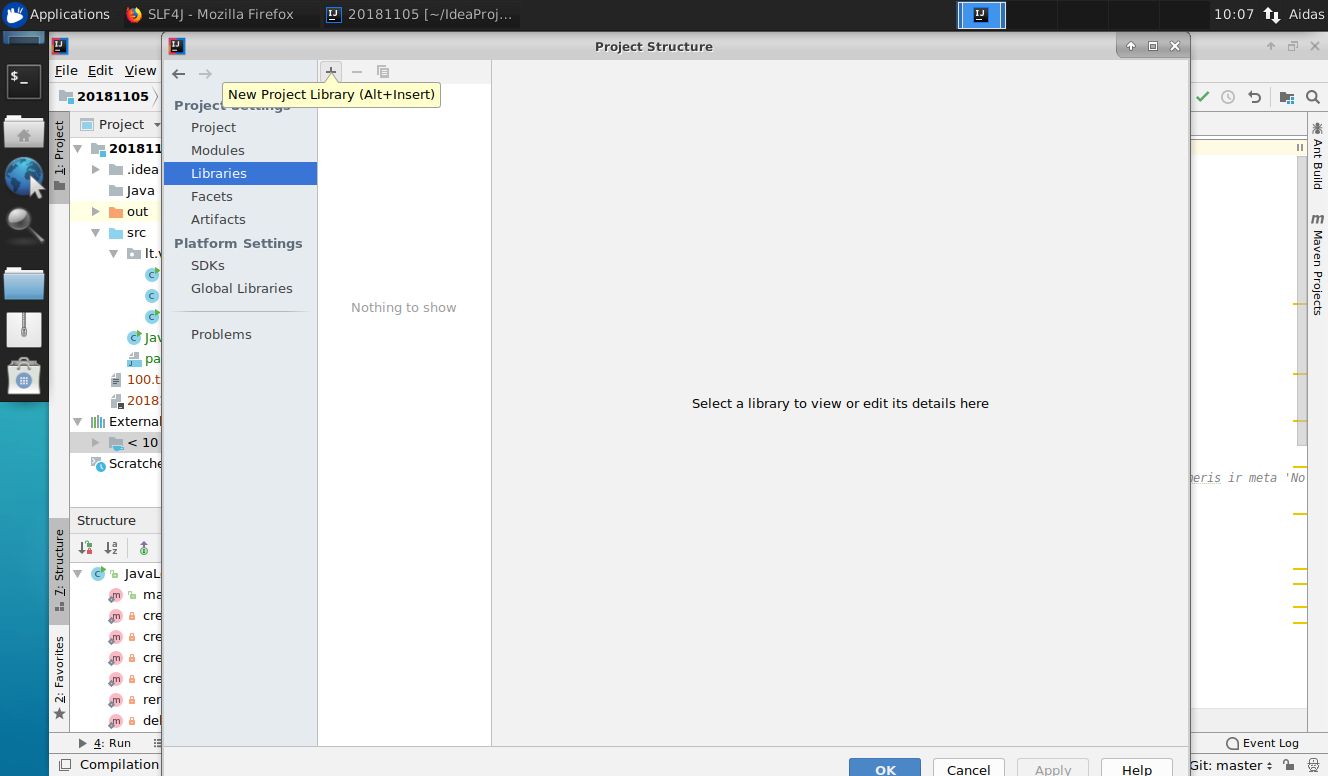 Applications
SLF4J - Mozilla Firefox
20181105 [~/IdeaProj...
10:07
Aidas
Project Structure
File Edit View
20181105
New Project Library (Alt+Insert)
Project Settings
Project
Modules
Libraries
Facets
Artifacts
Platform Settings
SDKs
Global Libraries
Problems
Nothing to show
Select a library to view or edit its details here
1: Project
Project
20181
.idea
Java
out
src
lt.v
Jav
pa
100.t
2018
External
< 10
Scratche
Structure
7: Structure
JavaL
ma
cre
cre
cre
cre
rer
del
2: Favorites
Ant Build
Maven Projects
neris ir meta 'No
4: Run
Event Log
Compilation
OK
Cancel
Apply
Help
Git: master